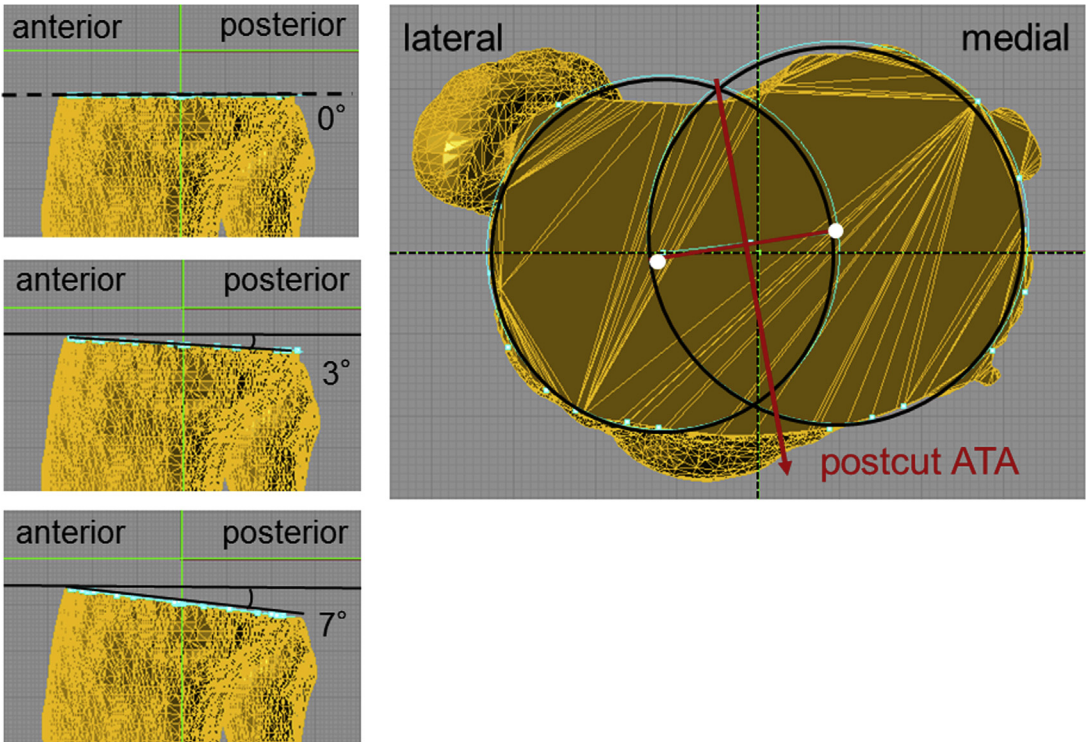 anterior posterior
0°
anterior posterior
3°
anterior posterior
7°
lateral medial
postcut ATA